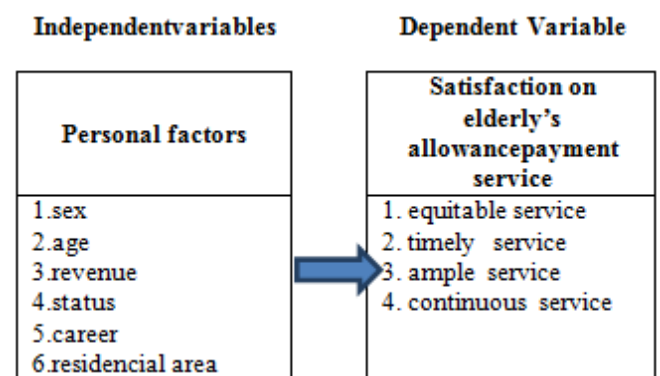 Independentvariables
Personal factors
1.sex
2.age
3.revenue
4.status
5.career
6.residencial area
Dependent Variable
Satisfaction on
elderly's
allowancepayment
service
1. equitable service
2. timely service
3. ample service
4. continuous service